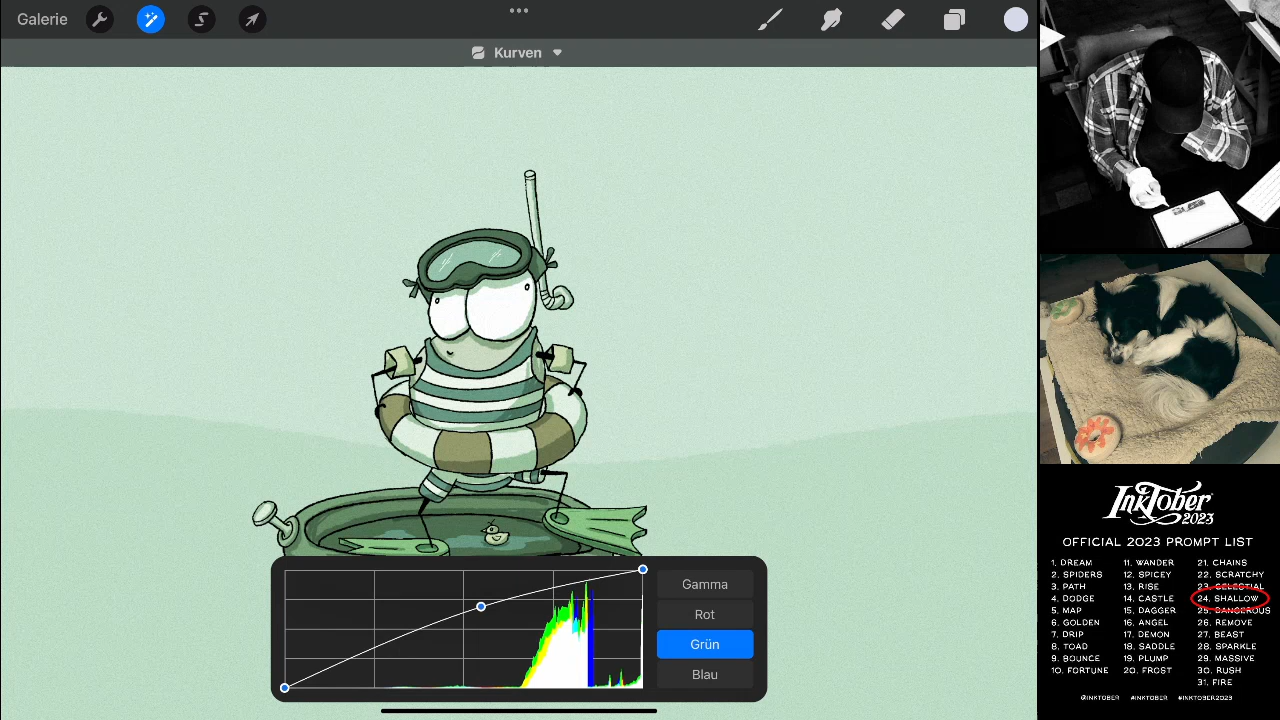 Galerie
Kurven
Gamma
Rot
Grün
Blau
INKTOBER
2023
OFFICIAL 2023 PROMPT LIST
1. DREAM
2. SPIDERS
3. PATH
4. DODGE
5. MAP
6. GOLDEN
7. DRIP
8. TOAD
9. BOUNCE
10. FORTUNE
11. WANDER
12. SPICEY
13. RISE
14. CASTLE
15. DAGGER
16. ANGEL
17. DEMON
18. SADDLE
19. PLUMP
20. FROST
21. CHAINS
22. SCRATCHY
23. CELESTIAL
24. SHALLOW
25. DANGEROUS
26. REMOVE
27. BEAST
28. SPARKLE
29. MASSIVE
30. RUSH
31. FIRE
@INKTOBER #INKTOBER #INKTOBER2023